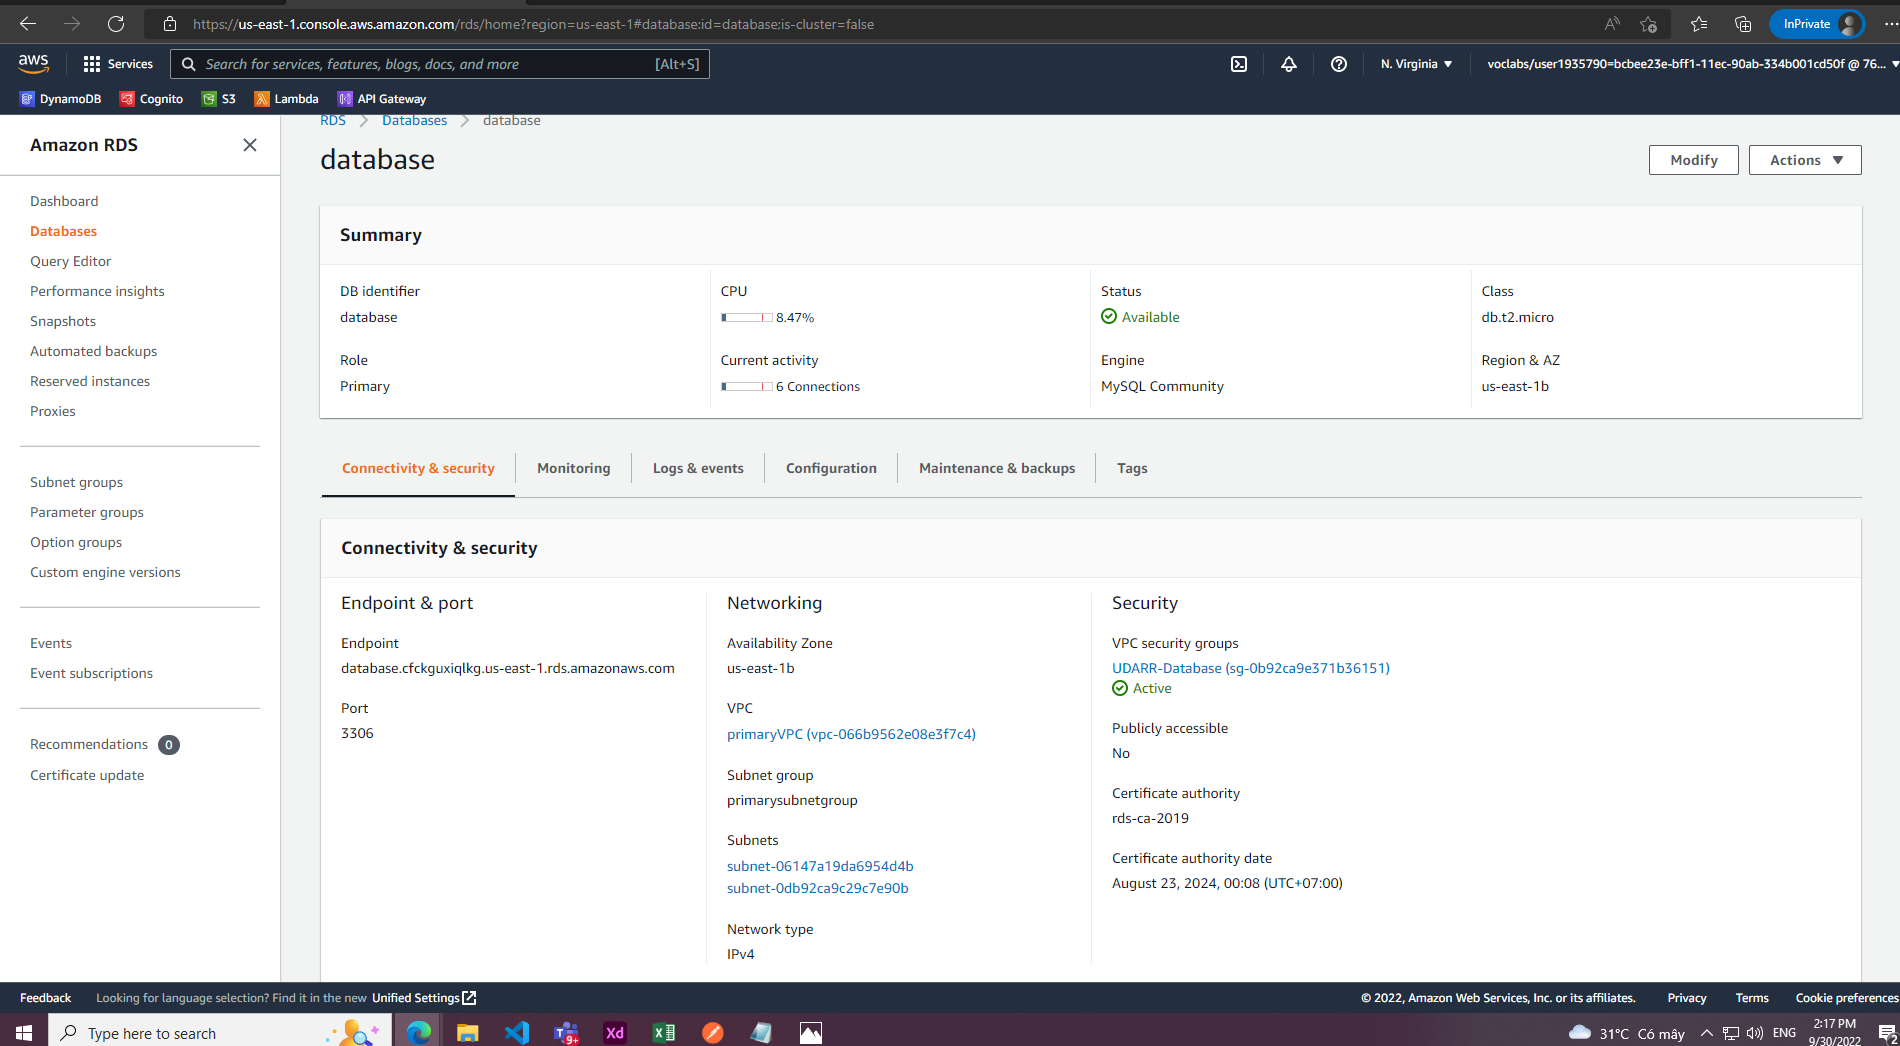 https://us-east-1.console.aws.amazon.com/rds/home?region=us-east-1#database:id=database;is-cluster=false
InPrivate
aws
Services
Search for services, features, blogs, docs, and more
[Alt+S]
N. Virginia
voclabs/user1935790=bcbee23e-bff1-11ec-90ab-334b001cd50f @ 76...
DynamoDB
Cognito
S3
Lambda
API Gateway
Amazon RDS
Dashboard
Databases
Query Editor
Performance insights
Snapshots
Automated backups
Reserved instances
Proxies
Subnet groups
Parameter groups
Option groups
Custom engine versions
Events
Event subscriptions
Recommendations 0
Certificate update
RDS > Databases > database
database
Modify
Actions
Summary
DB identifier
database
CPU
8.47%
Status
Available
Class
db.t2.micro
Role
Primary
Current activity
6 Connections
Engine
MySQL Community
Region & AZ
us-east-1b
Connectivity & security
Monitoring
Logs & events
Configuration
Maintenance & backups
Tags
Connectivity & security
Endpoint & port
Endpoint
database.cfckguxiqlkg.us-east-1.rds.amazonaws.com
Port
3306
Networking
Availability Zone
us-east-1b
VPC
primaryVPC (vpc-066b9562e08e3f7c4)
Subnet group
primarysubnetgroup
Subnets
subnet-06147a19da6954d4b
subnet-0db92ca9c29c7e90b
Network type
IPv4
Security
VPC security groups
UDARR-Database (sg-0b92ca9e371b36151)
Active
Publicly accessible
No
Certificate authority
rds-ca-2019
Certificate authority date
August 23, 2024, 00:08 (UTC+07:00)
Feedback
Looking for language selection? Find it in the new Unified Settings
© 2022, Amazon Web Services, Inc. or its affiliates.
Privacy
Terms
Cookie preferences
Type here to search
9+
Xd
31°C Có mây
ENG
2:17 PM
9/30/2022
2